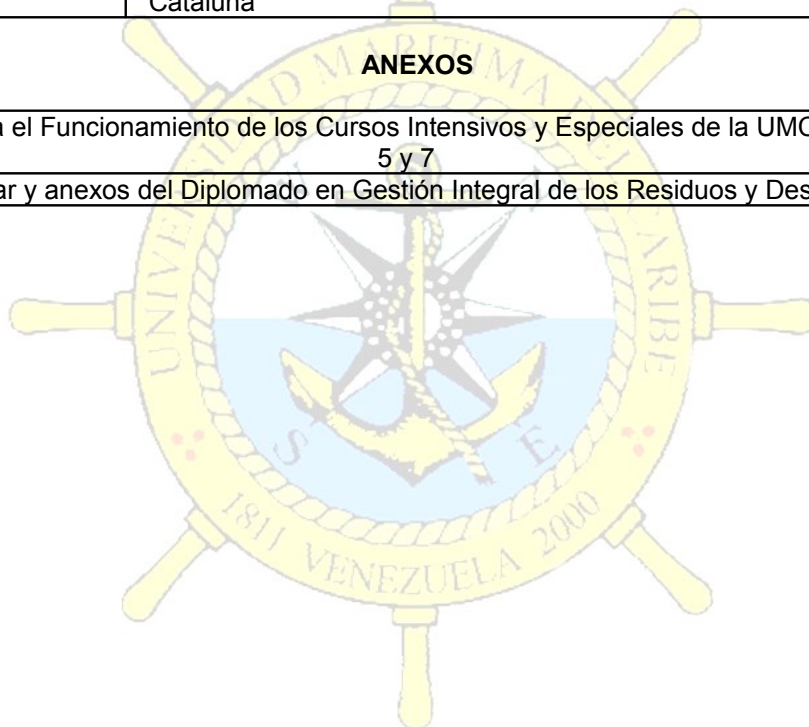 Cataluña
ANEXOS
el Funcionamiento de los Cursos Intensivos y Especiales de la UMC
5 y 7
ar y anexos del Diplomado en Gestión Integral de los Residuos y Des
UNIVERSIDAD MARITIMA DEL CARIBE
S E
1811 VENEZUELA 2000